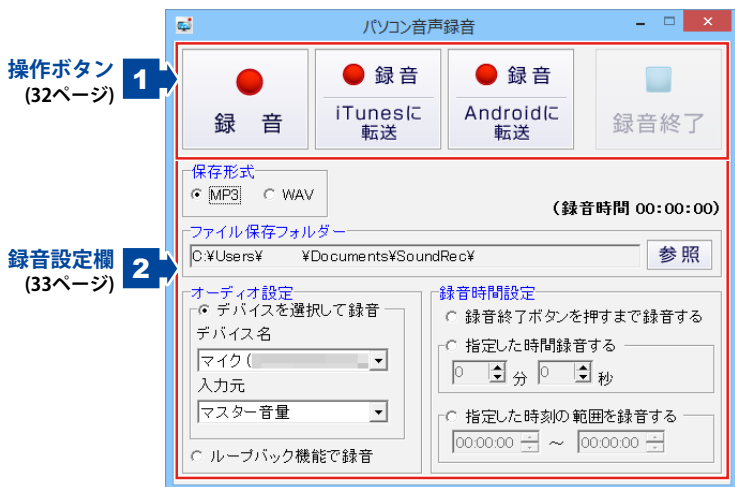 パソコン音声録音
操作ボタン
(32ページ)
1
録 音
録音
iTunesに
転送
録音
Androidに
転送
録音終了
保存形式
MP3 WAV
(録音時間 00:00:00)
ファイル保存フォルダー
C:¥Users¥ ¥Documents¥SoundRec¥
参照
録音設定欄
(33ページ)
2
オーディオ設定
デバイスを選択して録音
デバイス名
マイク (
入力元
マスター音量
ループバック機能で録音
録音時間設定
録音終了ボタンを押すまで録音する
指定した時間録音する
0 分 0 秒
指定した時刻の範囲を録音する
00:00:00 ～ 00:00:00